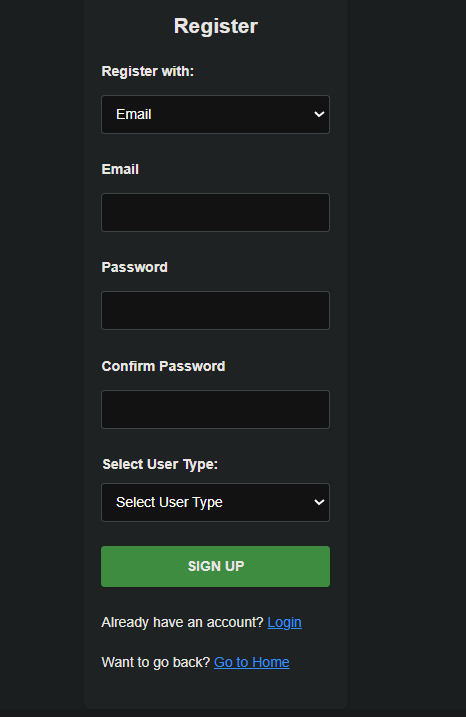 Register
Register with:
Email
Email
Password
Confirm Password
Select User Type:
Select User Type
SIGN UP
Already have an account? Login
Want to go back? Go to Home